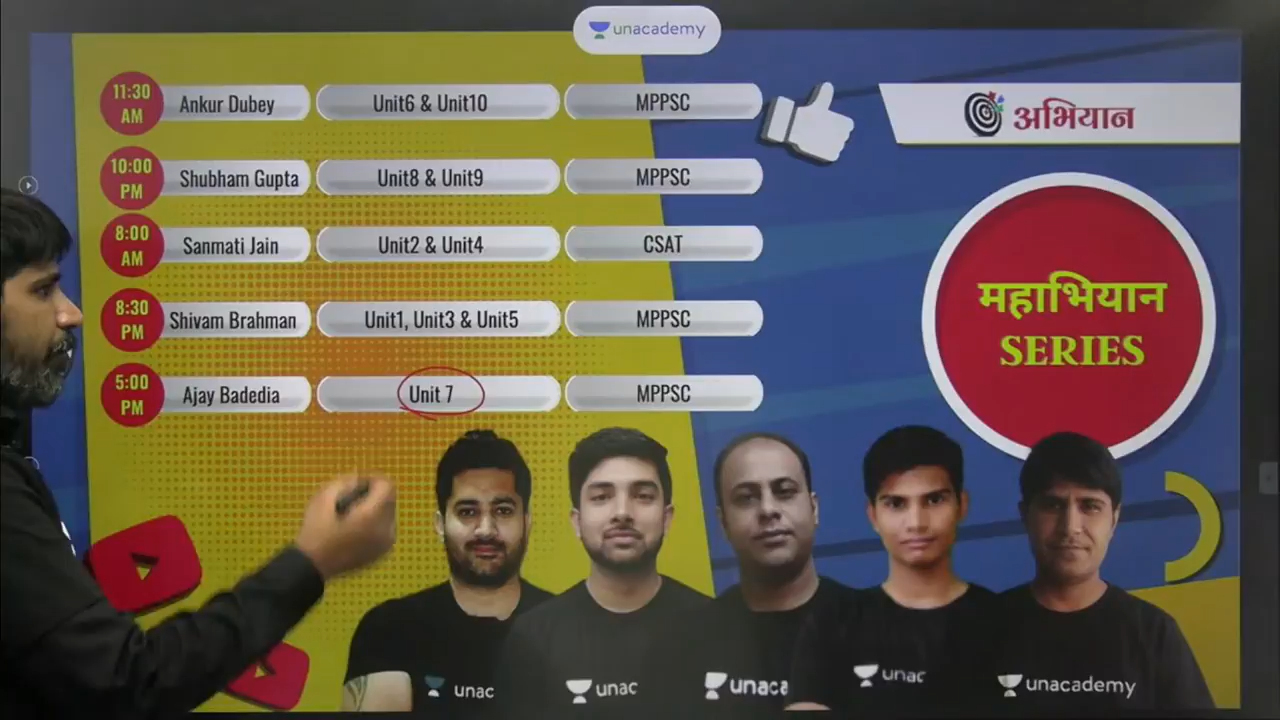 unacademy
11:30 AM Ankur Dubey Unit6 & Unit10 MPPSC
10:00 PM Shubham Gupta Unit8 & Unit9 MPPSC
8:00 AM Sanmati Jain Unit2 & Unit4 CSAT
8:30 PM Shivam Brahman Unit1, Unit3 & Unit5 MPPSC
5:00 PM Ajay Badedia Unit 7 MPPSC
अभियान
महाभियान
SERIES
unac
unac
unaca
unac
unacademy